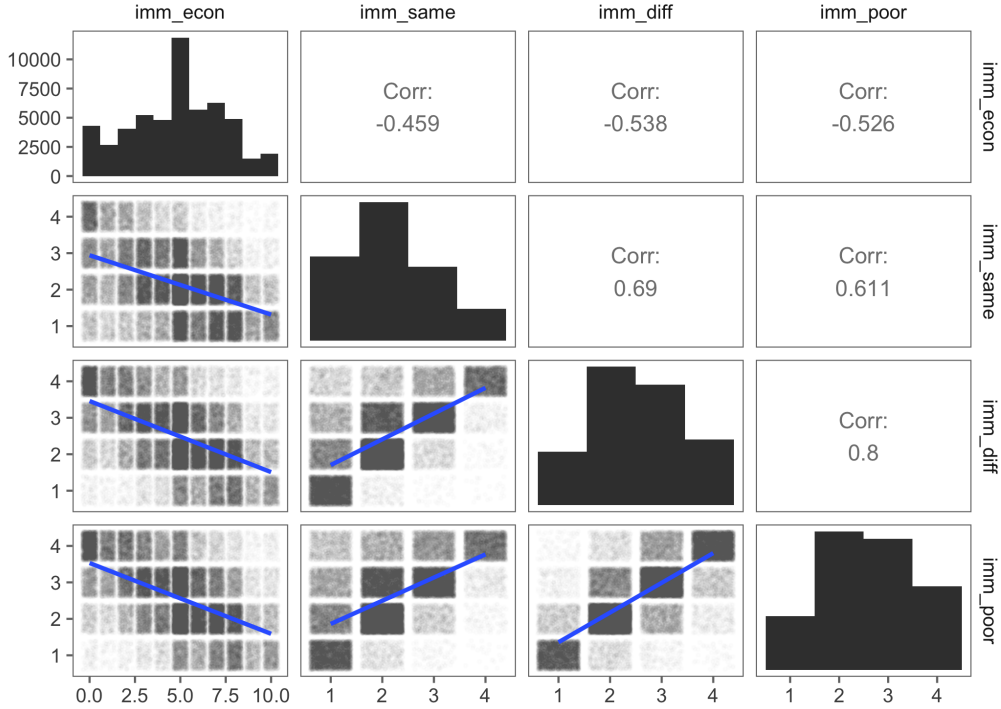 imm_econ imm_same imm_diff imm_poor
10000
7500
5000
2500
0
Corr:
-0.459
Corr:
-0.538
Corr:
-0.526
imm_econ
4
3
2
1
Corr:
0.69
Corr:
0.611
imm_same
4
3
2
1
Corr:
0.8
imm_diff
4
3
2
1
imm_poor
0.0 2.5 5.0 7.5 10.0 1 2 3 4 1 2 3 4 1 2 3 4